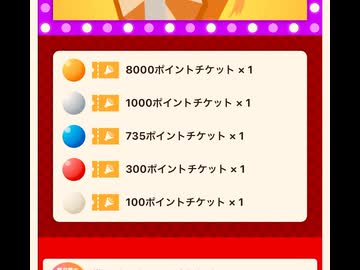 8000ポイントチケット × 1
1000ポイントチケット × 1
735ポイントチケット × 1
300ポイントチケット × 1
100ポイントチケット × 1